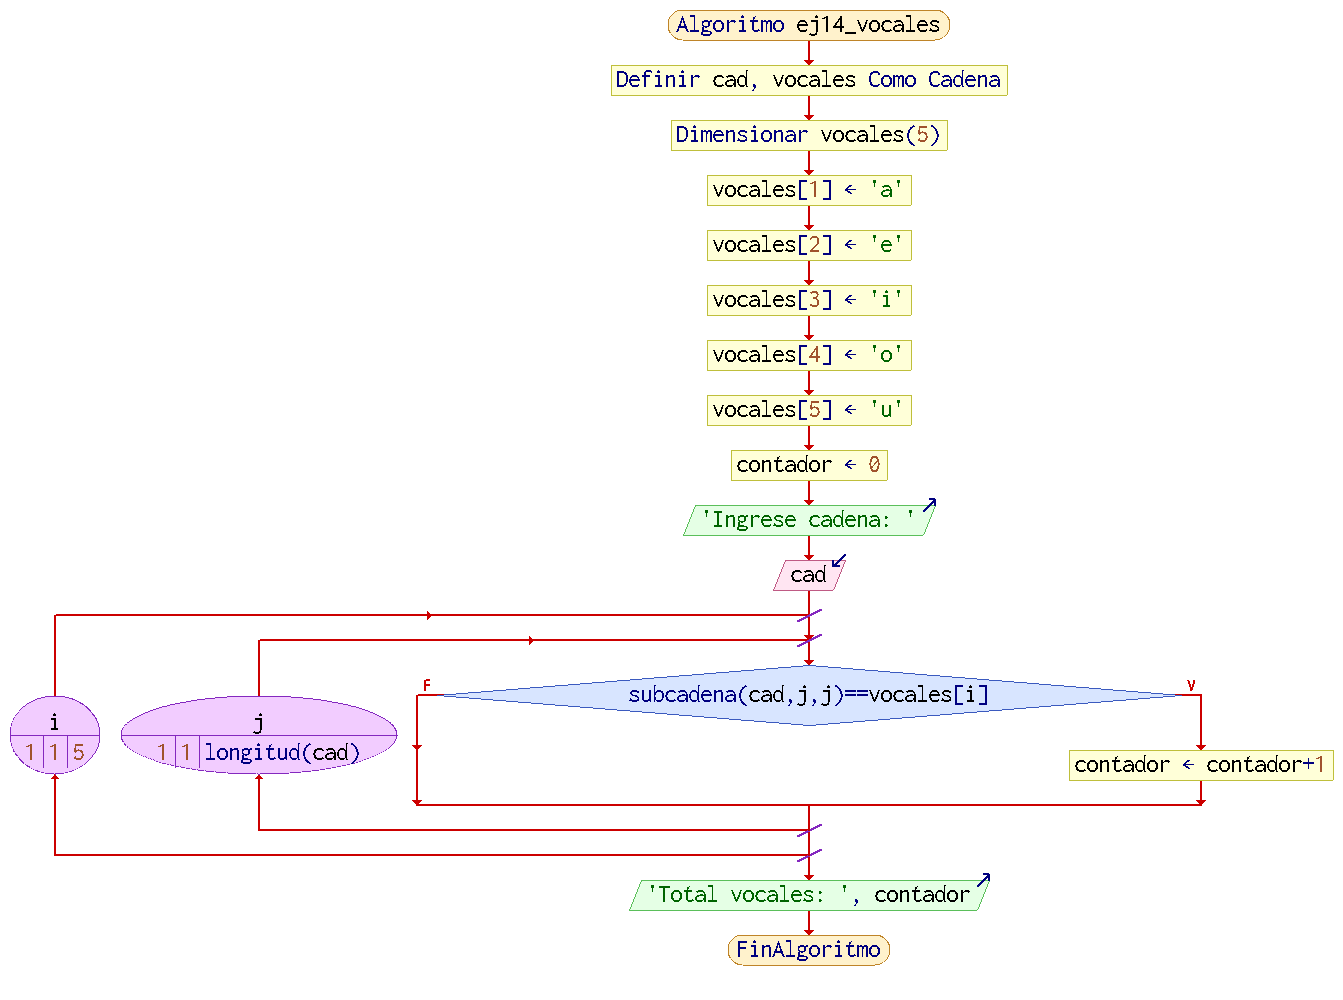 Algoritmo ej14_vocales
Definir cad, vocales Como Cadena
Dimensionar vocales(5)
vocales[1] ← 'a'
vocales[2] ← 'e'
vocales[3] ← 'i'
vocales[4] ← 'o'
vocales[5] ← 'u'
contador ← 0
'Ingrese cadena: '
cad
i
1 1 5
j
1 1 longitud(cad)
F
subcadena(cad,j,j)==vocales[i]
V
contador ← contador+1
'Total vocales: ', contador
FinAlgoritmo